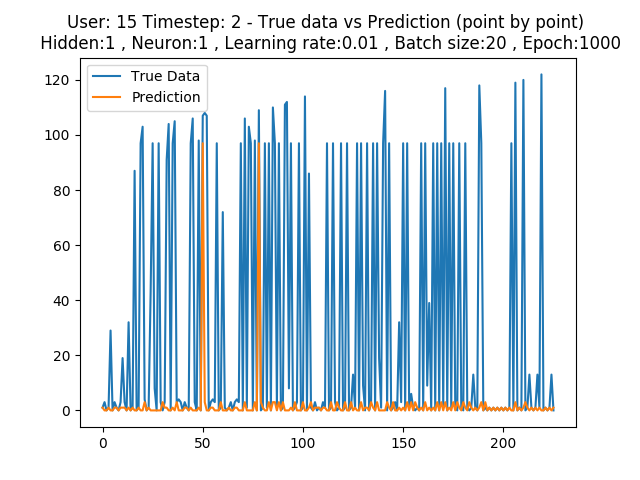 User: 15 Timestep: 2 - True data vs Prediction (point by point)
Hidden:1 , Neuron:1 , Learning rate:0.01 , Batch size:20 , Epoch:1000
True Data
Prediction
120
100
80
60
40
20
0
0 50 100 150 200